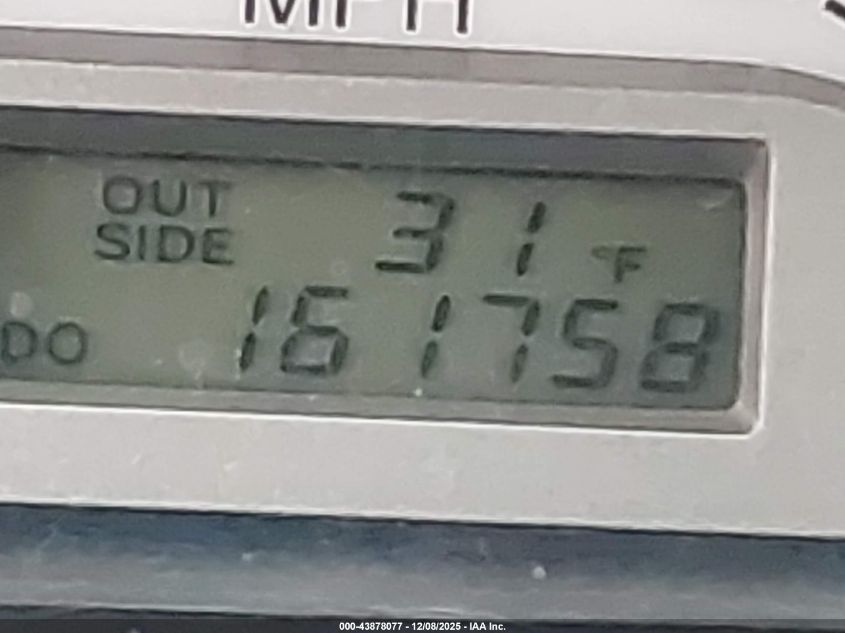 MPH
OUT 31 °F
SIDE
DO 161758
000-43878077 - 12/08/2025 - IAA Inc.